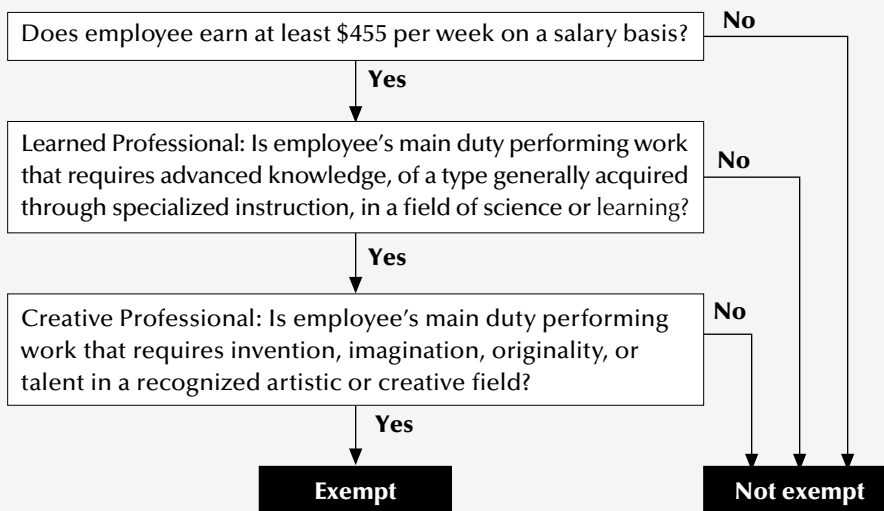 Does employee earn at least $455 per week on a salary basis?
No
Yes
Learned Professional: Is employee's main duty performing work
that requires advanced knowledge, of a type generally acquired
through specialized instruction, in a field of science or learning?
No
Yes
Creative Professional: Is employee's main duty performing
work that requires invention, imagination, originality, or
talent in a recognized artistic or creative field?
No
Yes
Exempt
Not exempt